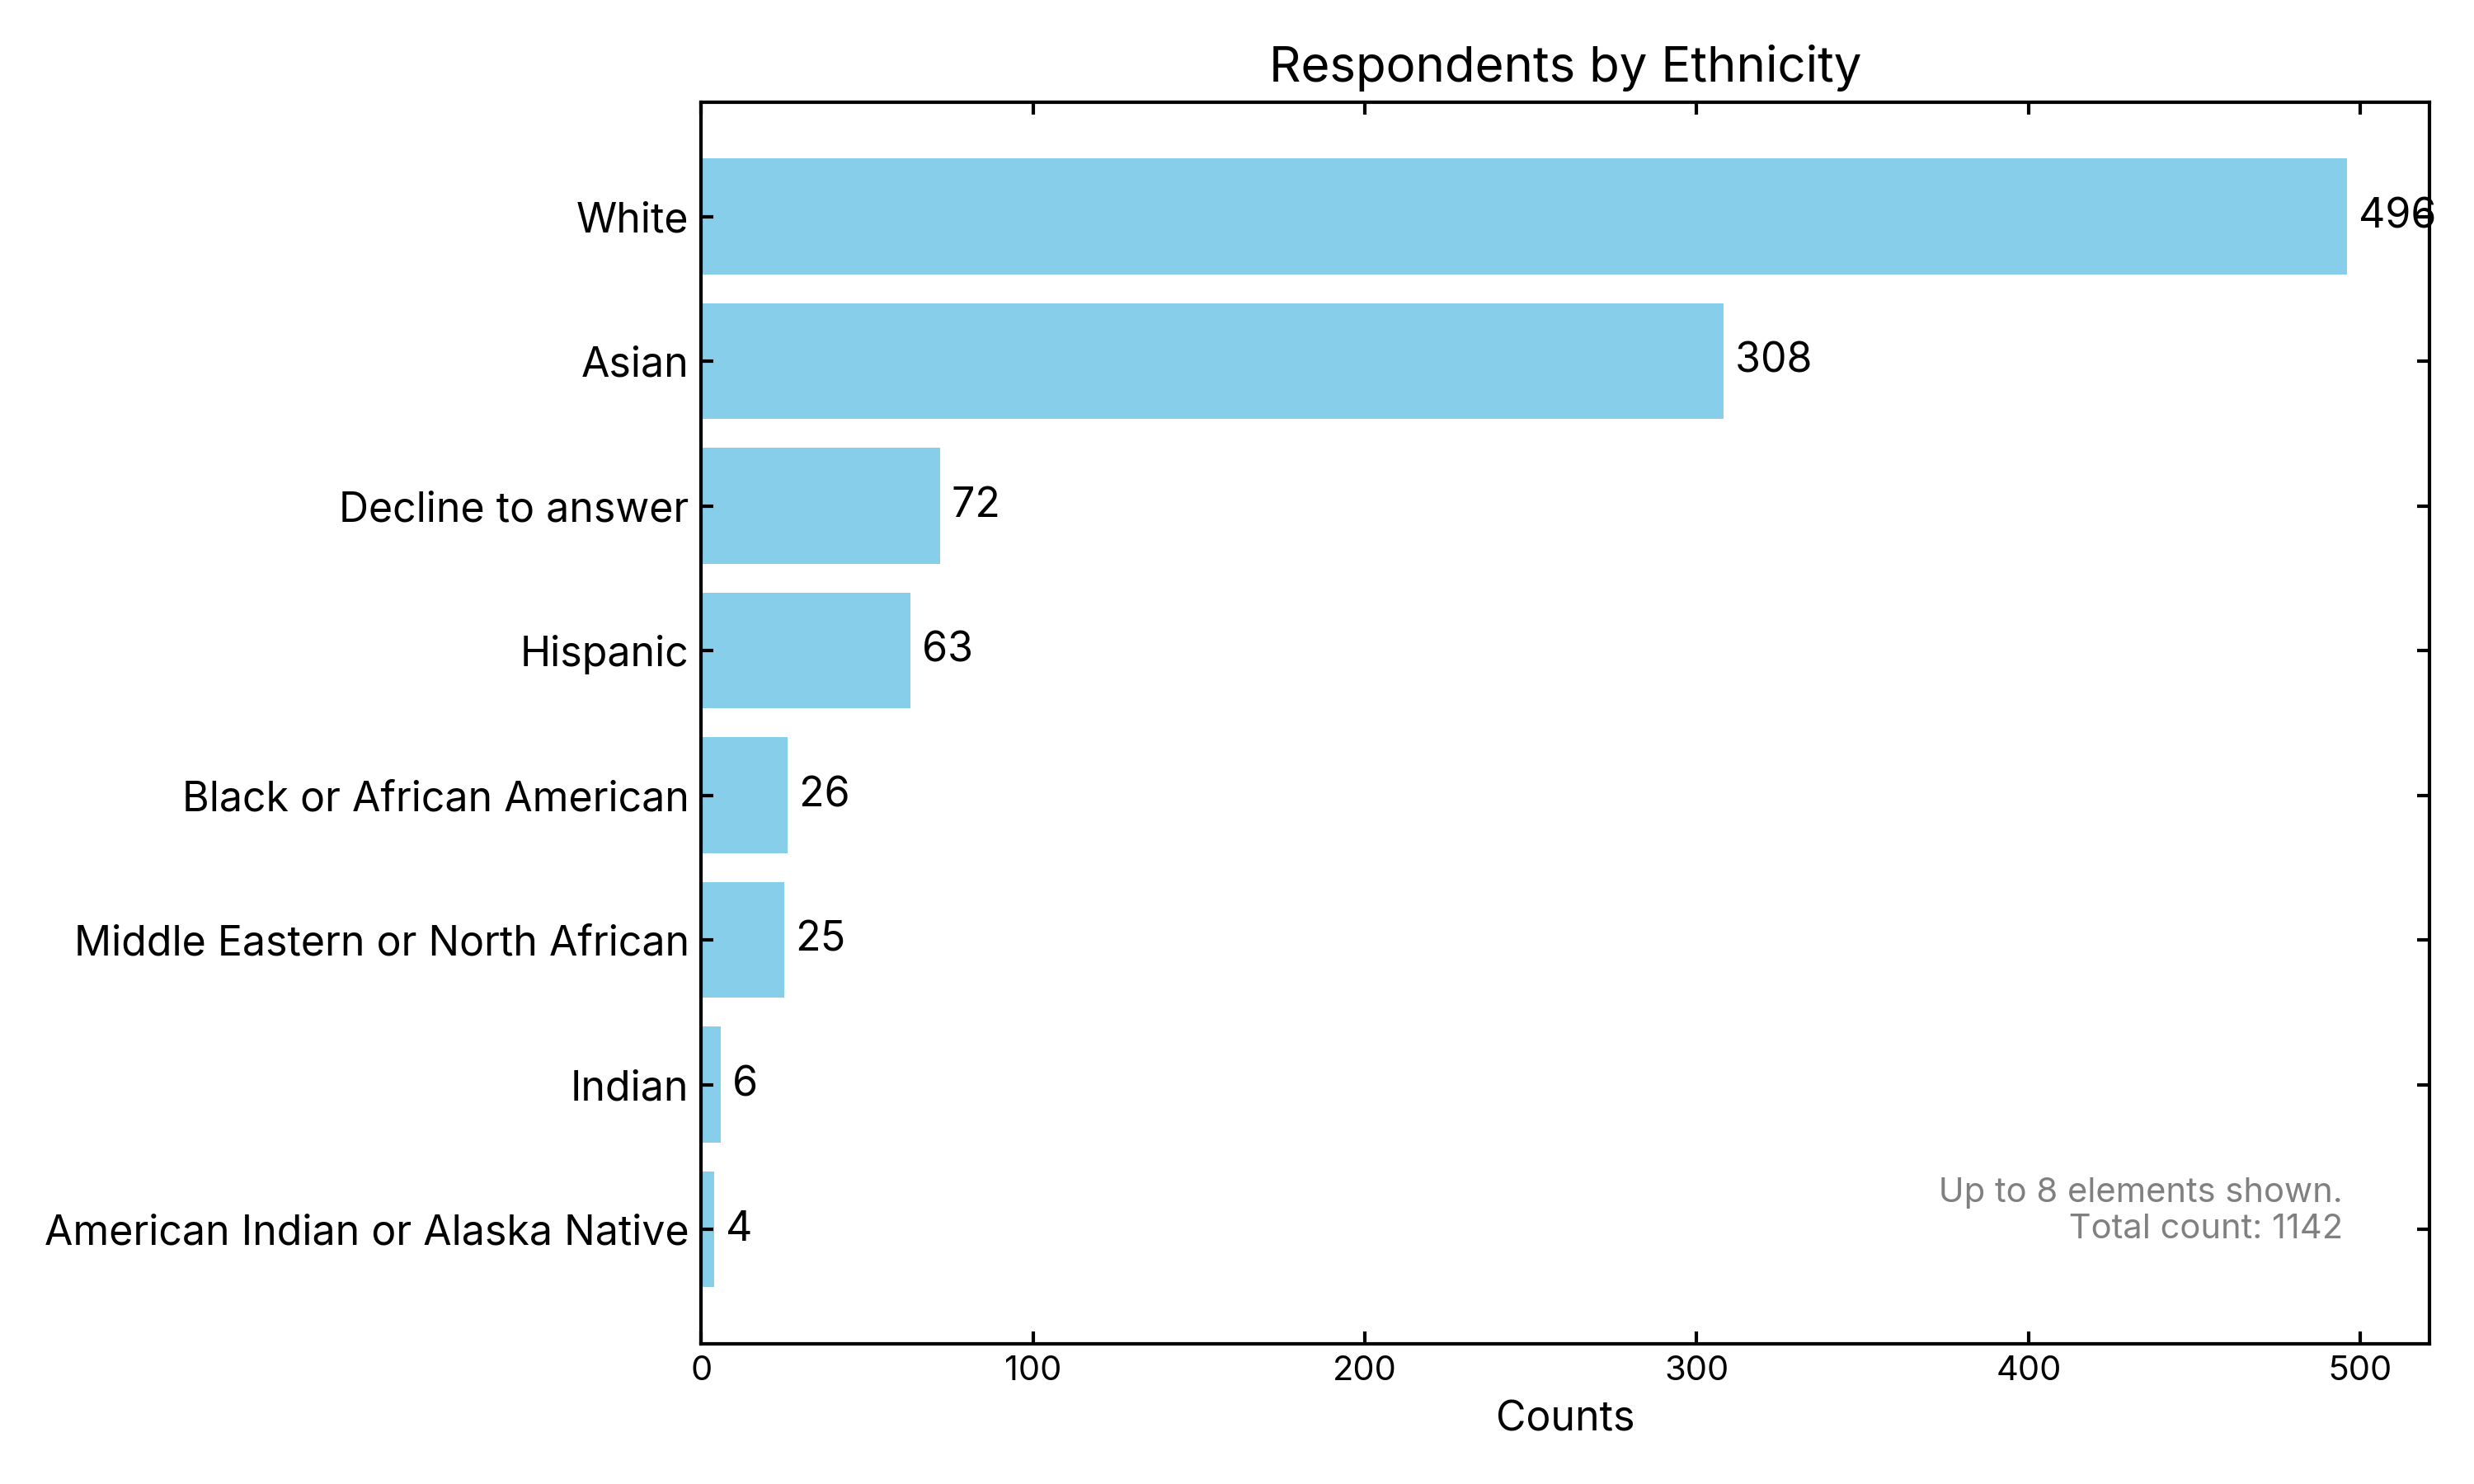 Respondents by Ethnicity
White 496
Asian 308
Decline to answer 72
Hispanic 63
Black or African American 26
Middle Eastern or North African 25
Indian 6
American Indian or Alaska Native 4
Up to 8 elements shown.
Total count: 1142
0 100 200 300 400 500
Counts